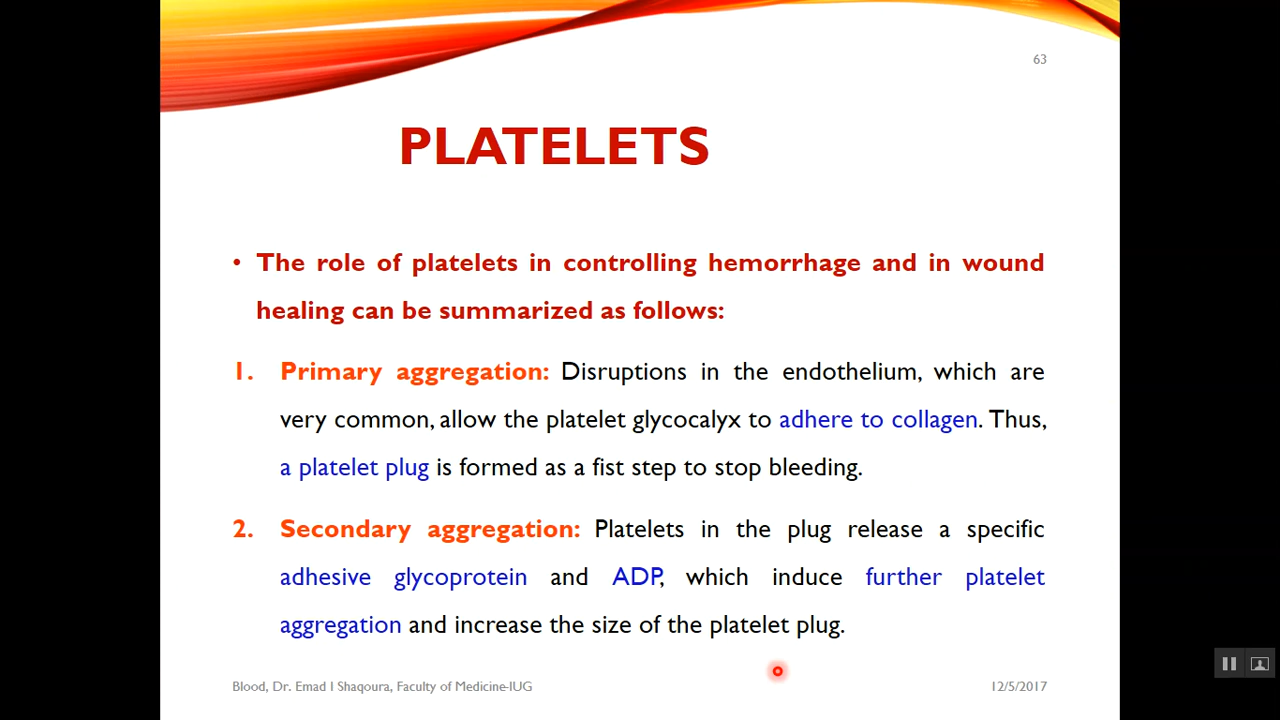 63
PLATELETS
• The role of platelets in controlling hemorrhage and in wound
healing can be summarized as follows:
1. Primary aggregation: Disruptions in the endothelium, which are
very common, allow the platelet glycocalyx to adhere to collagen. Thus,
a platelet plug is formed as a fist step to stop bleeding.
2. Secondary aggregation: Platelets in the plug release a specific
adhesive glycoprotein and ADP, which induce further platelet
aggregation and increase the size of the platelet plug.
Blood, Dr. Emad I Shaqoura, Faculty of Medicine-IUG 12/5/2017